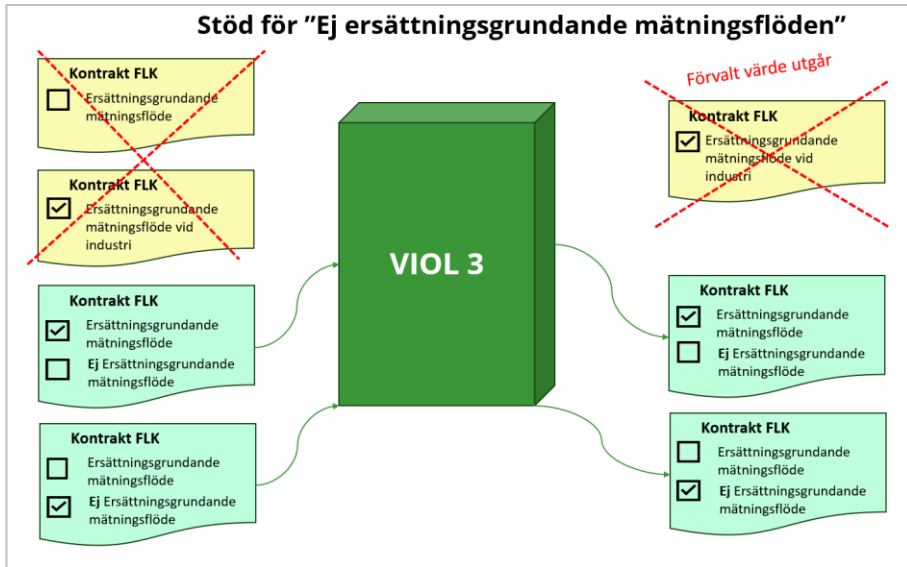 Stöd för ”Ej ersättningsgrundande mätningsflöden”
Kontrakt FLK
Ersättningsgrundande
mätningsflöde
Kontrakt FLK
Ersättningsgrundande
mätningsflöde vid
industri
Kontrakt FLK
Ersättningsgrundande
mätningsflöde
Ej Ersättningsgrundande
mätningsflöde
Kontrakt FLK
Ersättningsgrundande
mätningsflöde
Ej Ersättningsgrundande
mätningsflöde
VIOL 3
Förvalt värde utgår
Kontrakt FLK
Ersättningsgrundande
mätningsflöde vid
industri
Kontrakt FLK
Ersättningsgrundande
mätningsflöde
Ej Ersättningsgrundande
mätningsflöde
Kontrakt FLK
Ersättningsgrundande
mätningsflöde
Ej Ersättningsgrundande
mätningsflöde